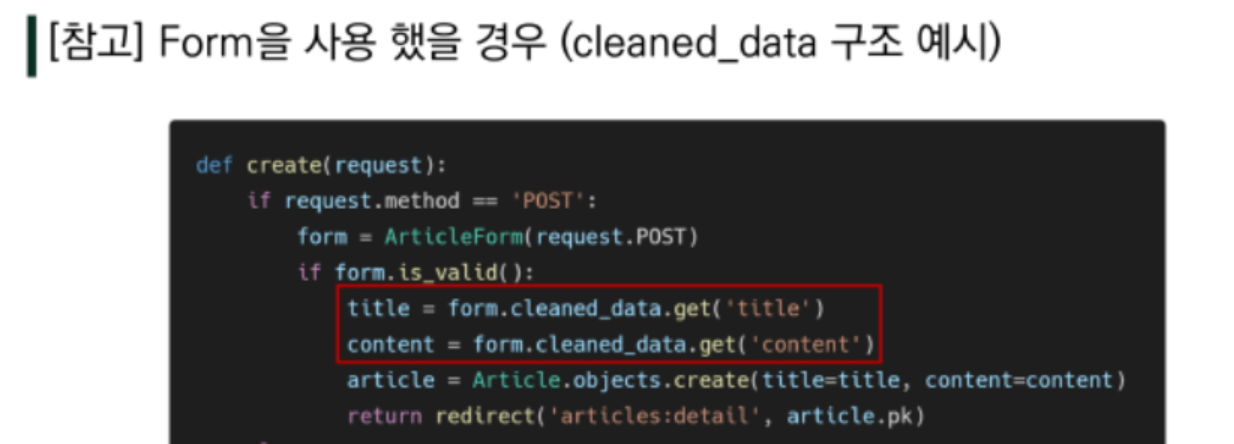 [참고] Form을 사용 했을 경우 (cleaned_data 구조 예시)
def create(request):
    if request.method == 'POST':
        form = ArticleForm(request.POST)
        if form.is_valid():
            title = form.cleaned_data.get('title')
            content = form.cleaned_data.get('content')
            article = Article.objects.create(title=title, content=content)
            return redirect('articles:detail', article.pk)